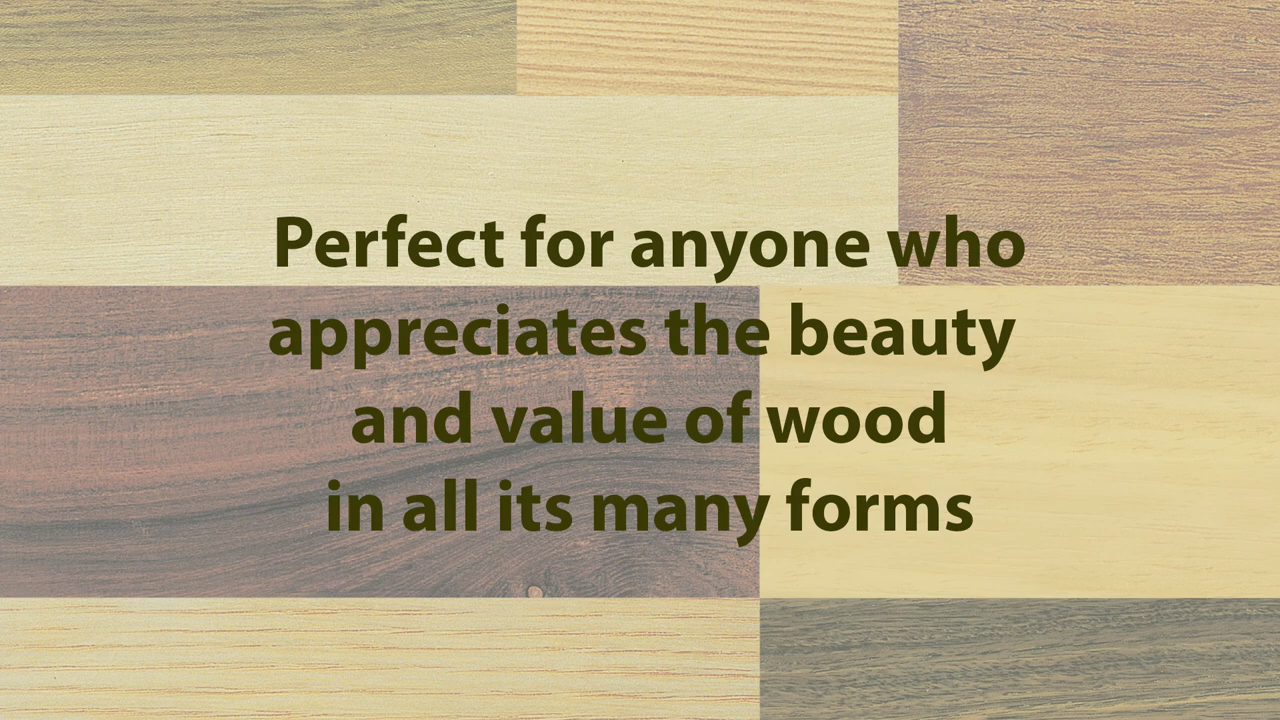 Perfect for anyone who
appreciates the beauty
and value of wood
in all its many forms